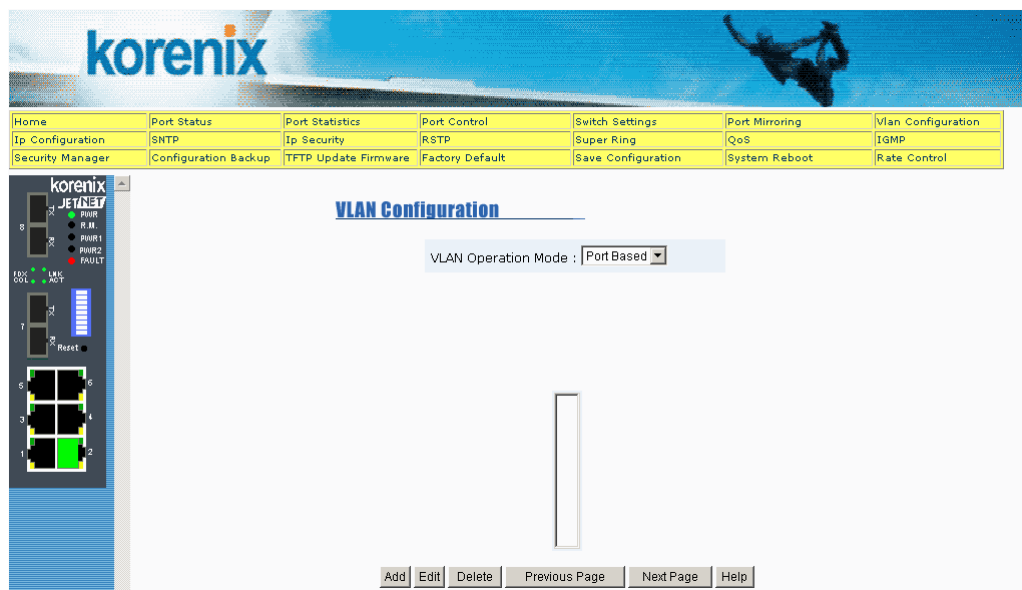 korenix
Home Port Status Port Statistics Port Control Switch Settings Port Mirroring Vlan Configuration
Ip Configuration SNTP Ip Security RSTP Super Ring QoS IGMP
Security Manager Configuration Backup TFTP Update Firmware Factory Default Save Configuration System Reboot Rate Control
korenix
JETNET
TX
PWR
8
R.M.
PWR1
RX
PWR2
FAULT
FDX LNK
COL ACT
TX
7
RX
Reset
5 6
3 4
1 2
VLAN Configuration
VLAN Operation Mode : Port Based
Add Edit Delete Previous Page Next Page Help